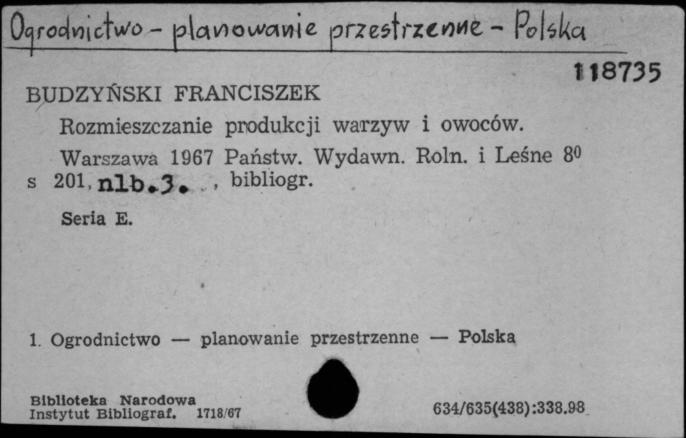 Ogrodnictwo – planowanie przestrzenne – Polska
118735
BUDZYŃSKI FRANCISZEK
Rozmieszczanie produkcji warzyw i owoców.
Warszawa 1967 Państw. Wydawn. Roln. i Leśne 8⁰
s 201, nlb.3. , bibliogr.
Seria E.
1. Ogrodnictwo — planowanie przestrzenne — Polska
Biblioteka Narodowa
Instytut Bibliograf. 1718/67
634/635(438):338.98